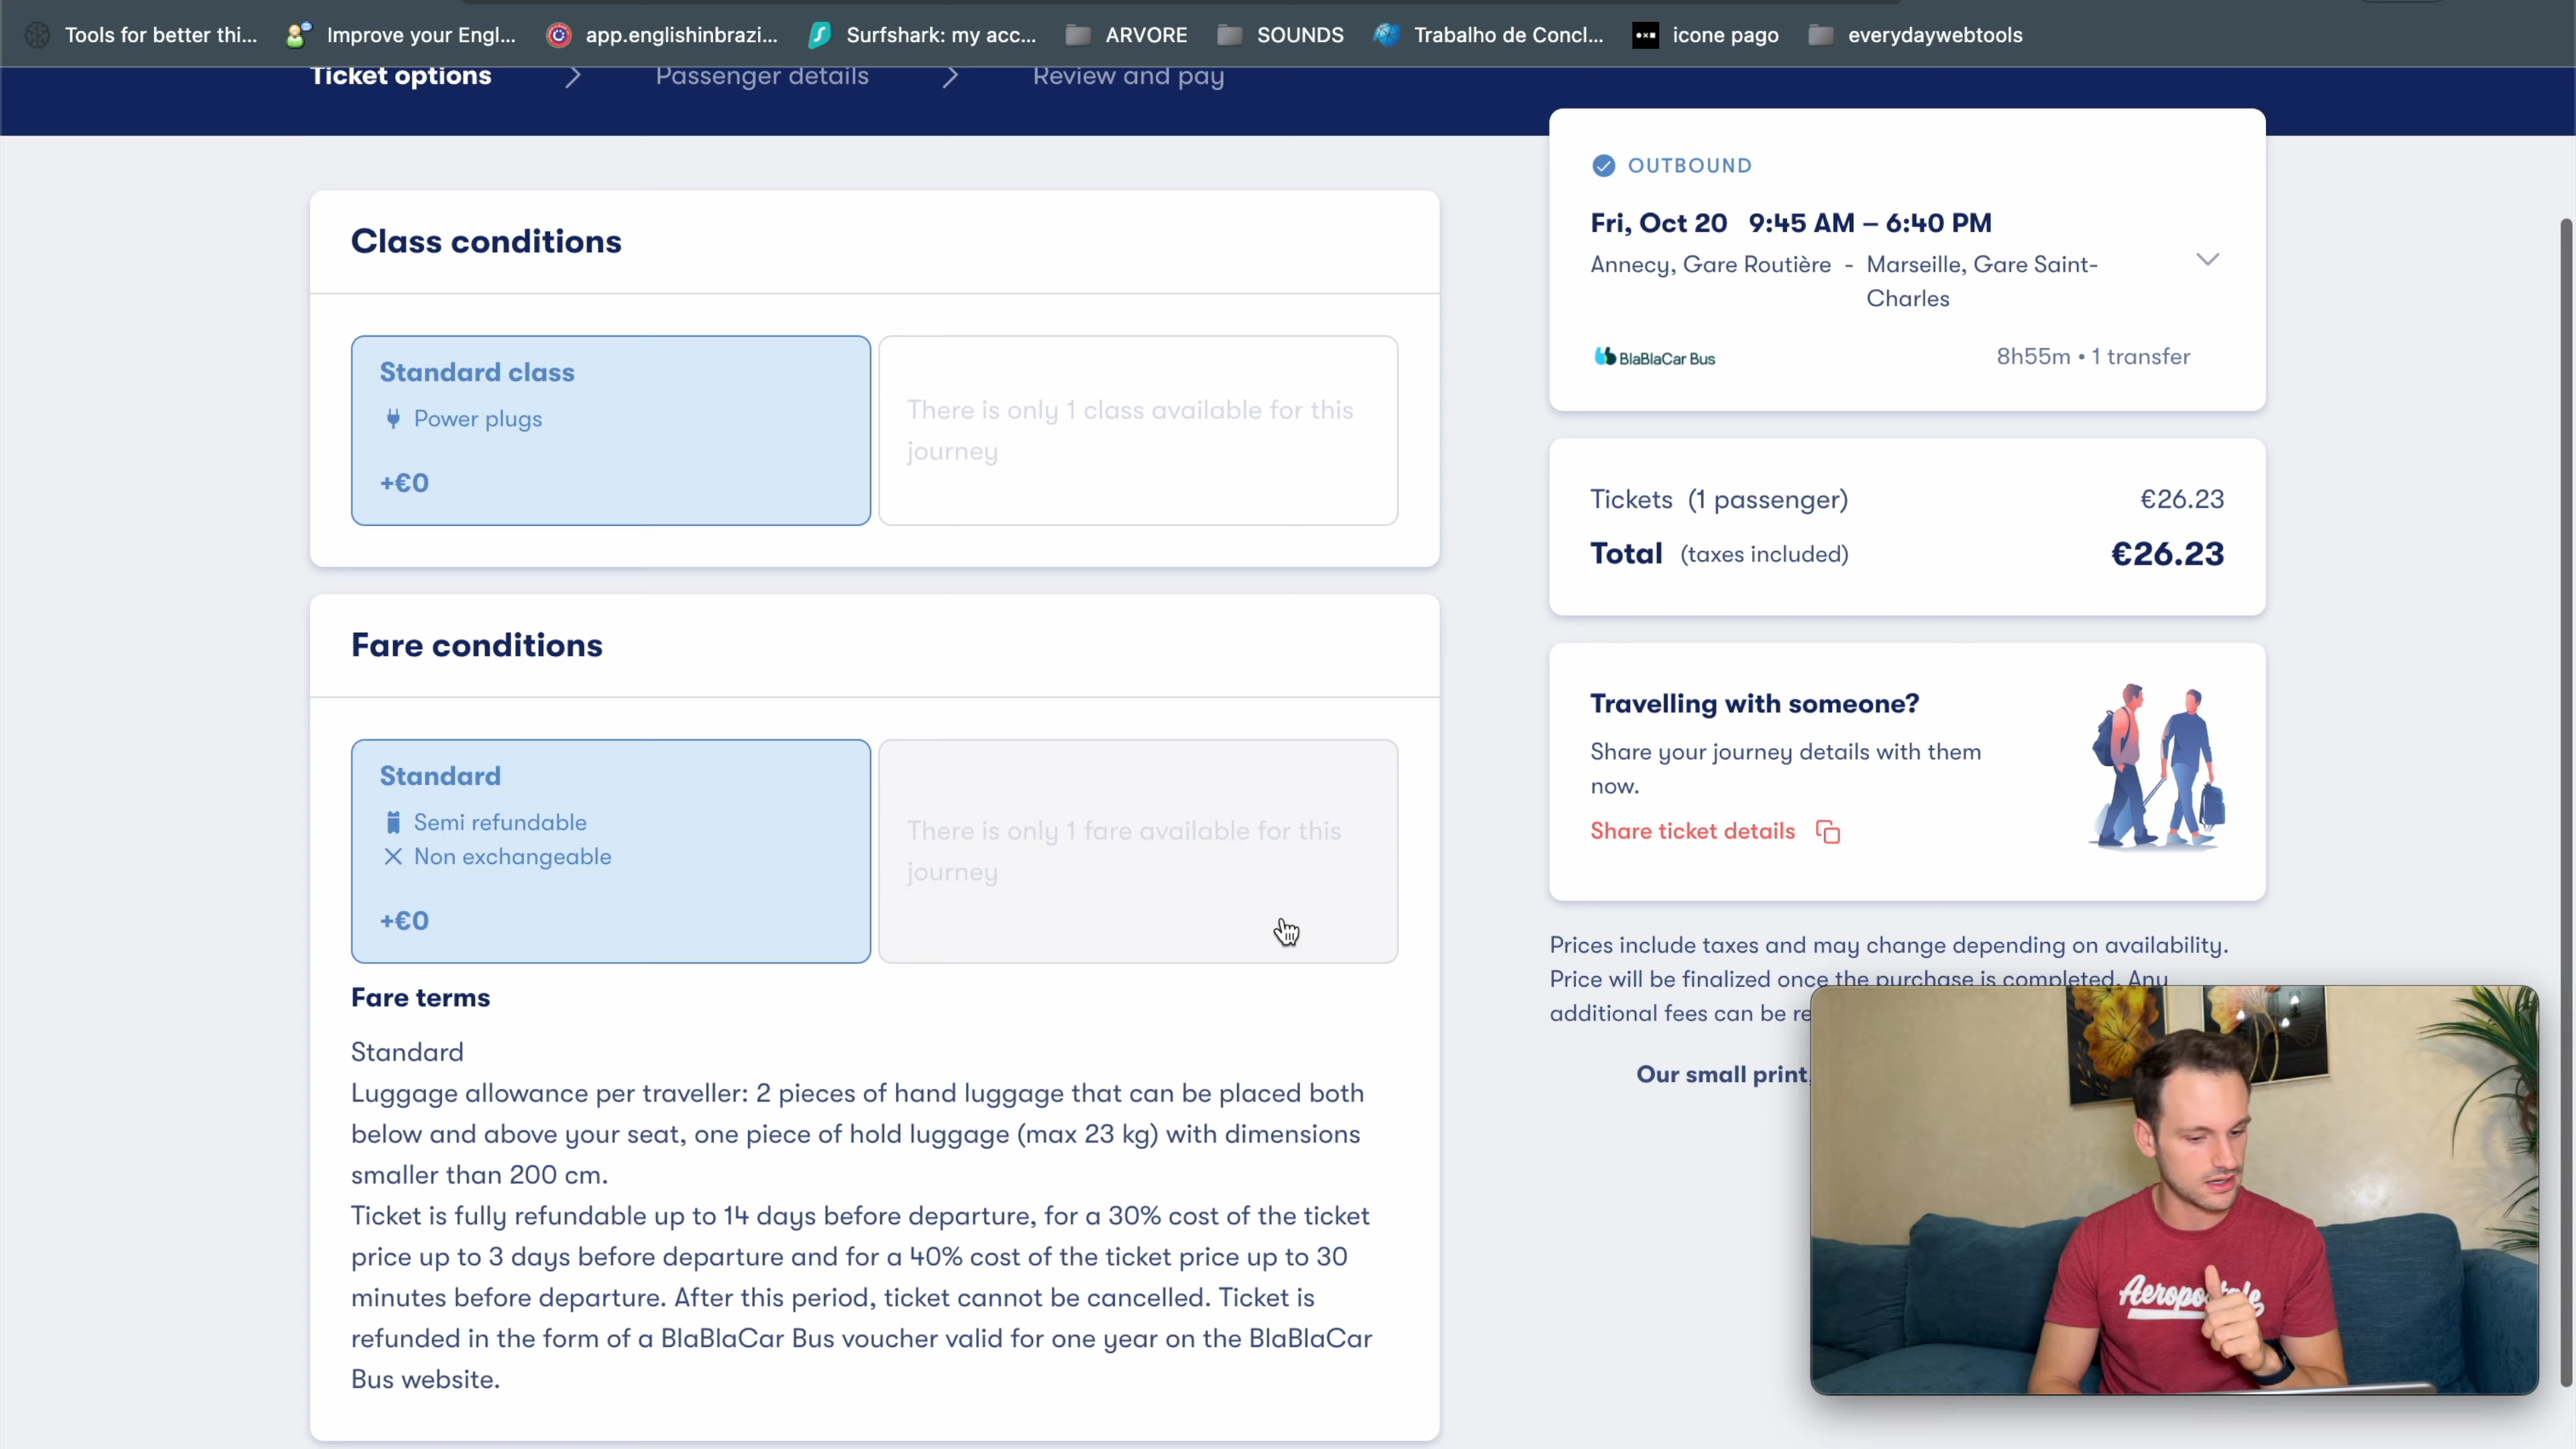 Tools for better thi...
Improve your Engl...
app.englishinbrazi...
Surfshark: my acc...
ARVORE
SOUNDS
Trabalho de Concl...
icone pago
everydaywebtools
Ticket options
Passenger details
Review and pay
Class conditions
Standard class
Power plugs
+€0
There is only 1 class available for this
journey
Fare conditions
Standard
Semi refundable
Non exchangeable
+€0
There is only 1 fare available for this
journey
Fare terms
Standard
Luggage allowance per traveller: 2 pieces of hand luggage that can be placed both
below and above your seat, one piece of hold luggage (max 23 kg) with dimensions
smaller than 200 cm.
Ticket is fully refundable up to 14 days before departure, for a 30% cost of the ticket
price up to 3 days before departure and for a 40% cost of the ticket price up to 30
minutes before departure. After this period, ticket cannot be cancelled. Ticket is
refunded in the form of a BlaBlaCar Bus voucher valid for one year on the BlaBlaCar
Bus website.
OUTBOUND
Fri, Oct 20 9:45 AM – 6:40 PM
Annecy, Gare Routière - Marseille, Gare Saint-
Charles
BlaBlaCar Bus
8h55m • 1 transfer
Tickets (1 passenger) €26.23
Total (taxes included) €26.23
Travelling with someone?
Share your journey details with them
now.
Share ticket details
Prices include taxes and may change depending on availability.
Price will be finalized once the purchase is completed. Any
additional fees can be re
Our small print,